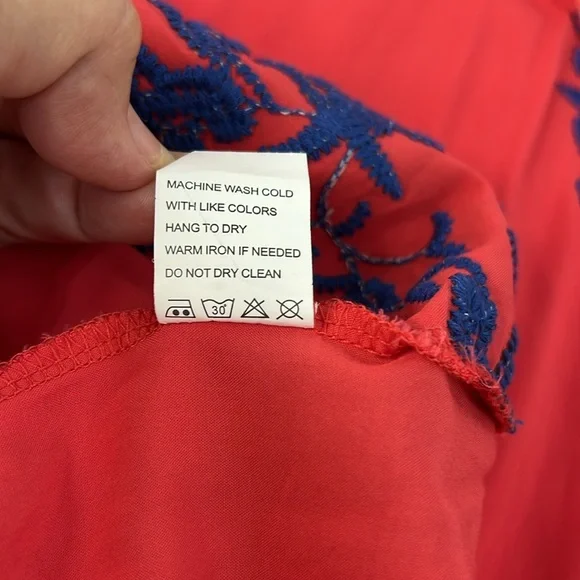 MACHINE WASH COLD
WITH LIKE COLORS
HANG TO DRY
WARM IRON IF NEEDED
DO NOT DRY CLEAN
30